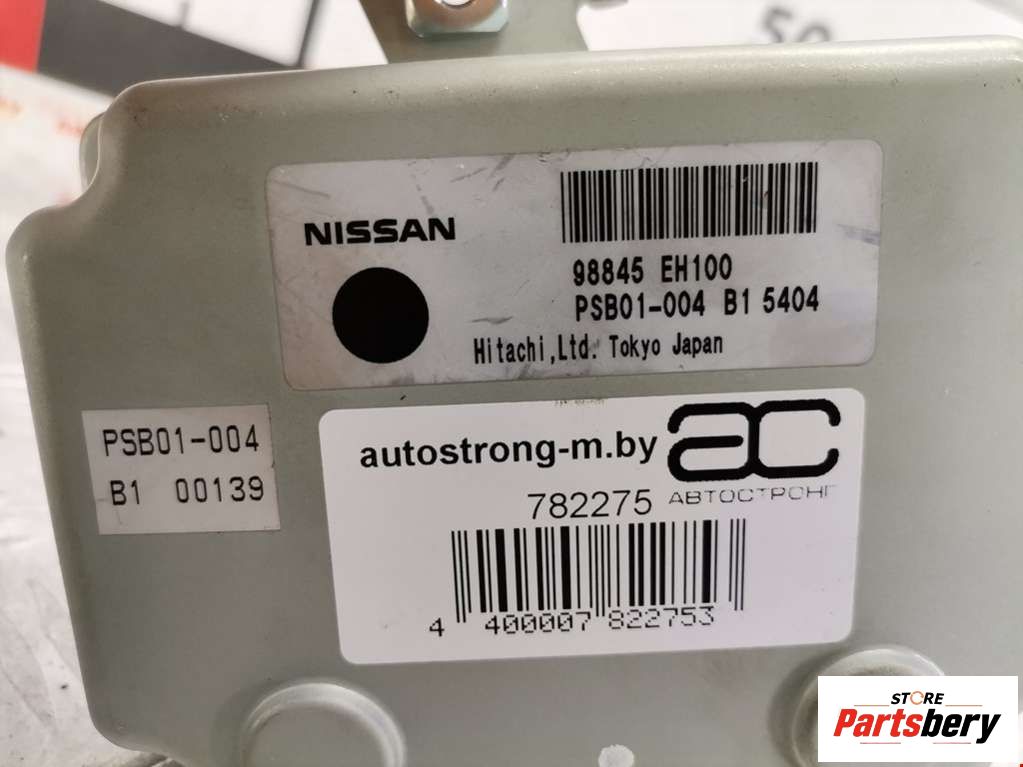 50
NISSAN
98845 EH100
PSB01-004 B1 5404
Hitachi,Ltd. Tokyo Japan
PSB01-004
B1 00139
autostrong-m.by
ac
782275
АВТОСТРОНГ
4 400007 822753
STORE
Partsbery